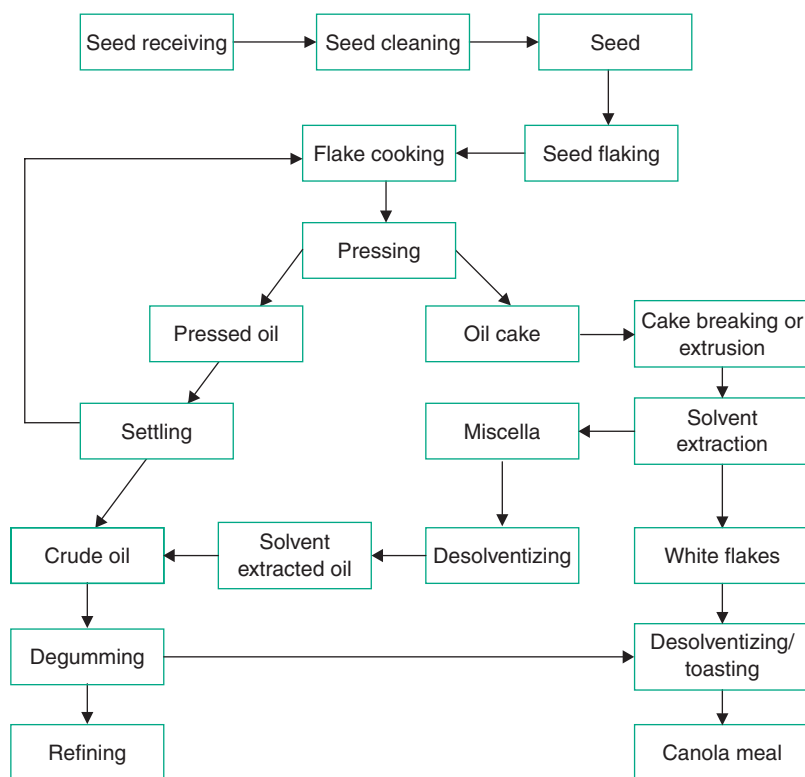 Seed receiving
Seed cleaning
Seed
Flake cooking
Seed flaking
Pressing
Pressed oil
Oil cake
Cake breaking or
extrusion
Settling
Miscella
Solvent
extraction
Crude oil
Solvent
extracted oil
Desolventizing
White flakes
Degumming
Desolventizing/
toasting
Refining
Canola meal